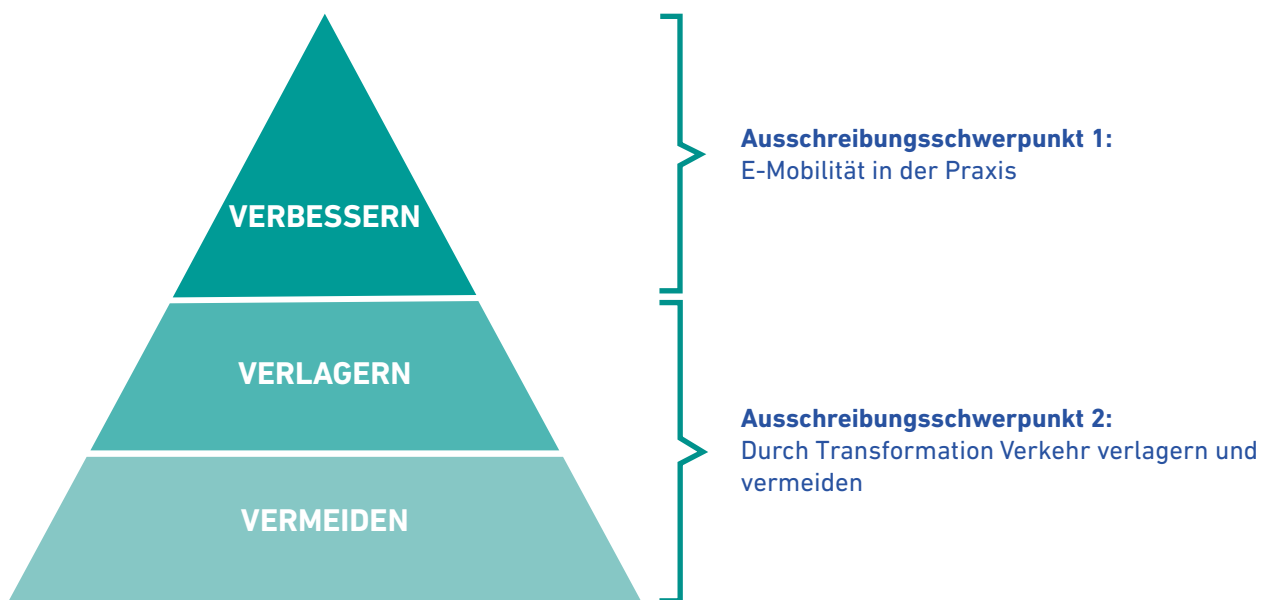 VERBESSERN
VERLAGERN
VERMEIDEN
Ausschreibungsschwerpunkt 1:
E-Mobilität in der Praxis
Ausschreibungsschwerpunkt 2:
Durch Transformation Verkehr verlagern und
vermeiden